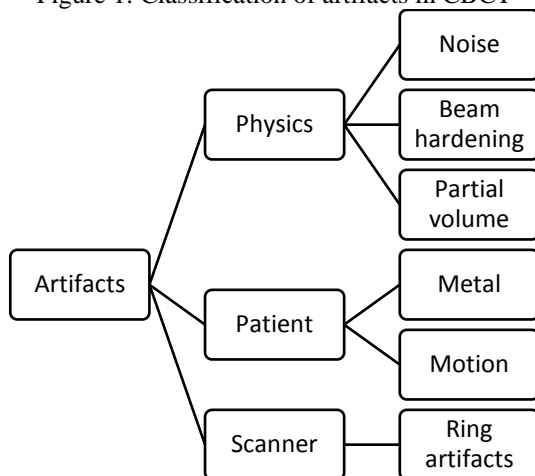 Figure 1: Classification of artifacts in CBCT
Noise
Physics
Beam
hardening
Partial
volume
Artifacts
Metal
Patient
Motion
Scanner
Ring
artifacts